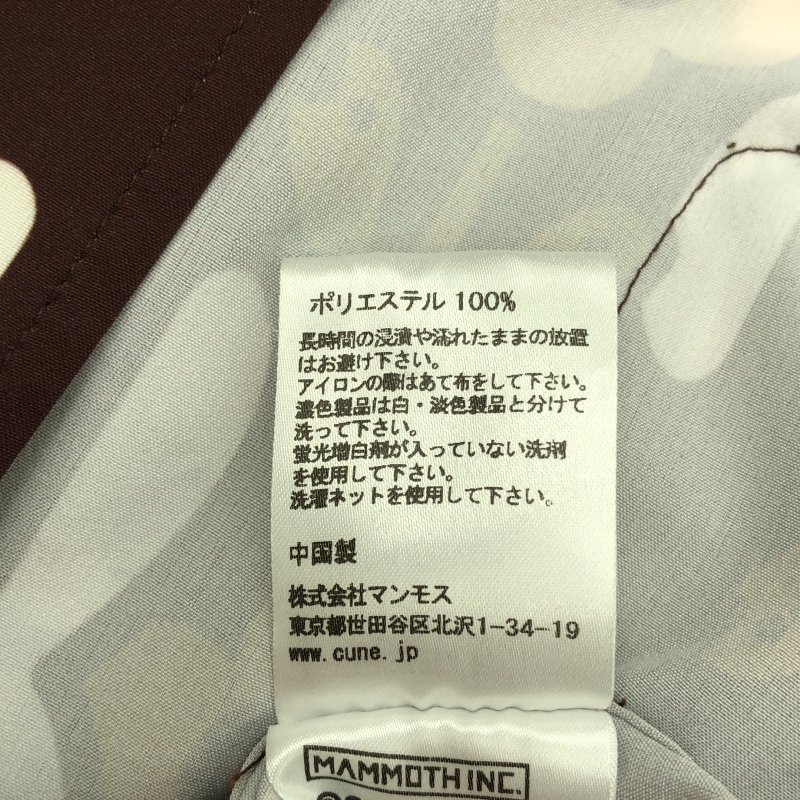 ポリエステル 100%
長時間の浸漬や濡れたままの放置
はお避け下さい。
アイロンの際はあて布をして下さい。
濃色製品は白・淡色製品と分けて
洗って下さい。
蛍光増白剤が入っていない洗剤
を使用して下さい。
洗濯ネットを使用して下さい。
中国製
株式会社マンモス
東京都世田谷区北沢1-34-19
www.cune.jp
MAMMOTH INC.